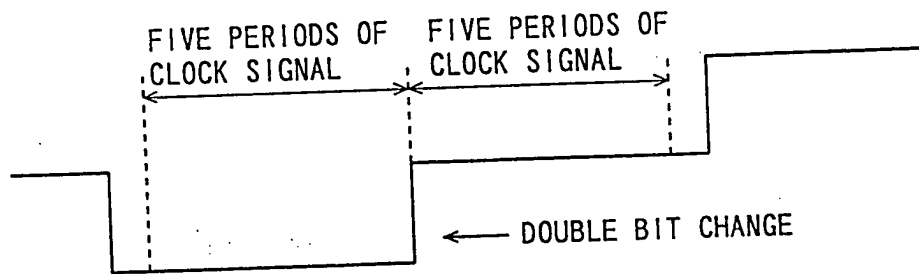 FIVE PERIODS OF
CLOCK SIGNAL
FIVE PERIODS OF
CLOCK SIGNAL
DOUBLE BIT CHANGE